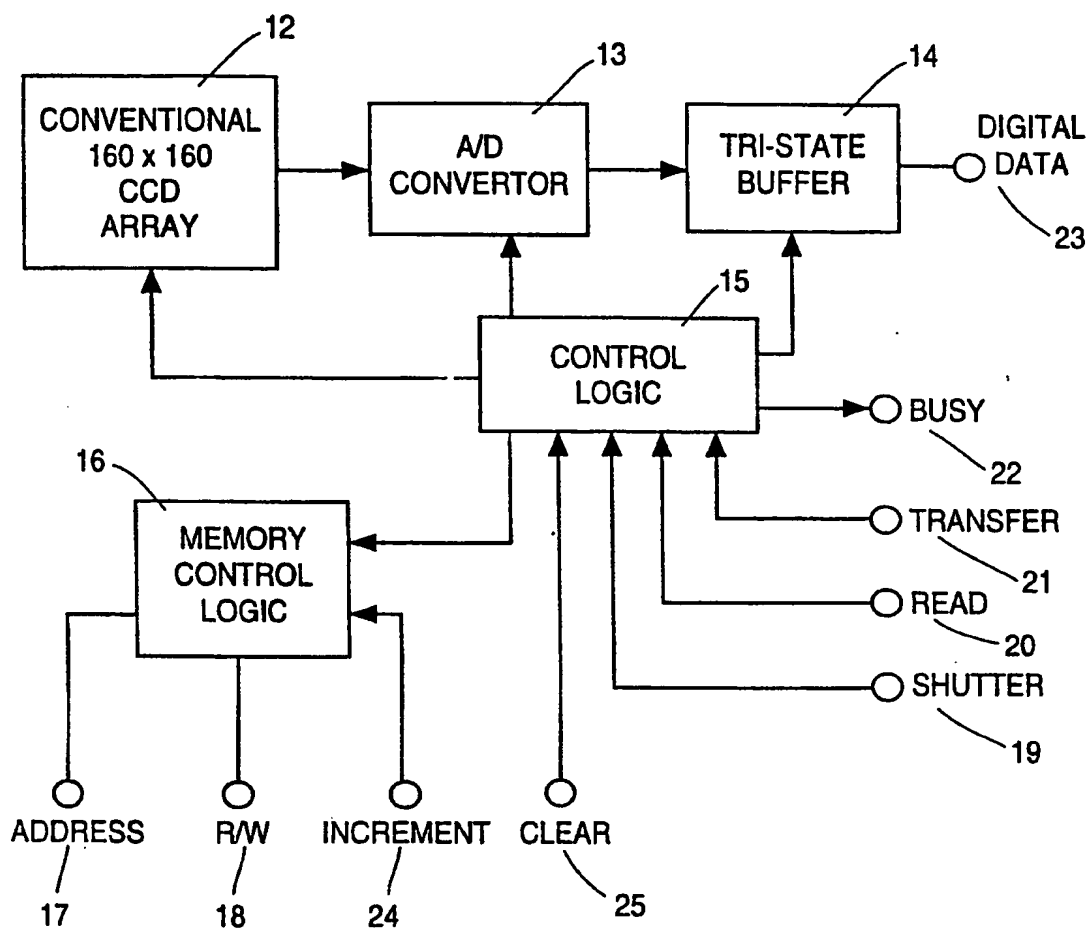 12
CONVENTIONAL
160 x 160
CCD
ARRAY
13
A/D
CONVERTOR
14
TRI-STATE
BUFFER
DIGITAL
DATA
23
15
CONTROL
LOGIC
BUSY
22
16
MEMORY
CONTROL
LOGIC
TRANSFER
21
READ
20
SHUTTER
19
ADDRESS
17
R/W
18
INCREMENT
24
CLEAR
25